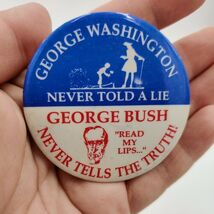 GEORGE WASHINGTON
NEVER TOLD A LIE
GEORGE BUSH
"READ
MY
LIPS..."
NEVER TELLS THE TRUTH!